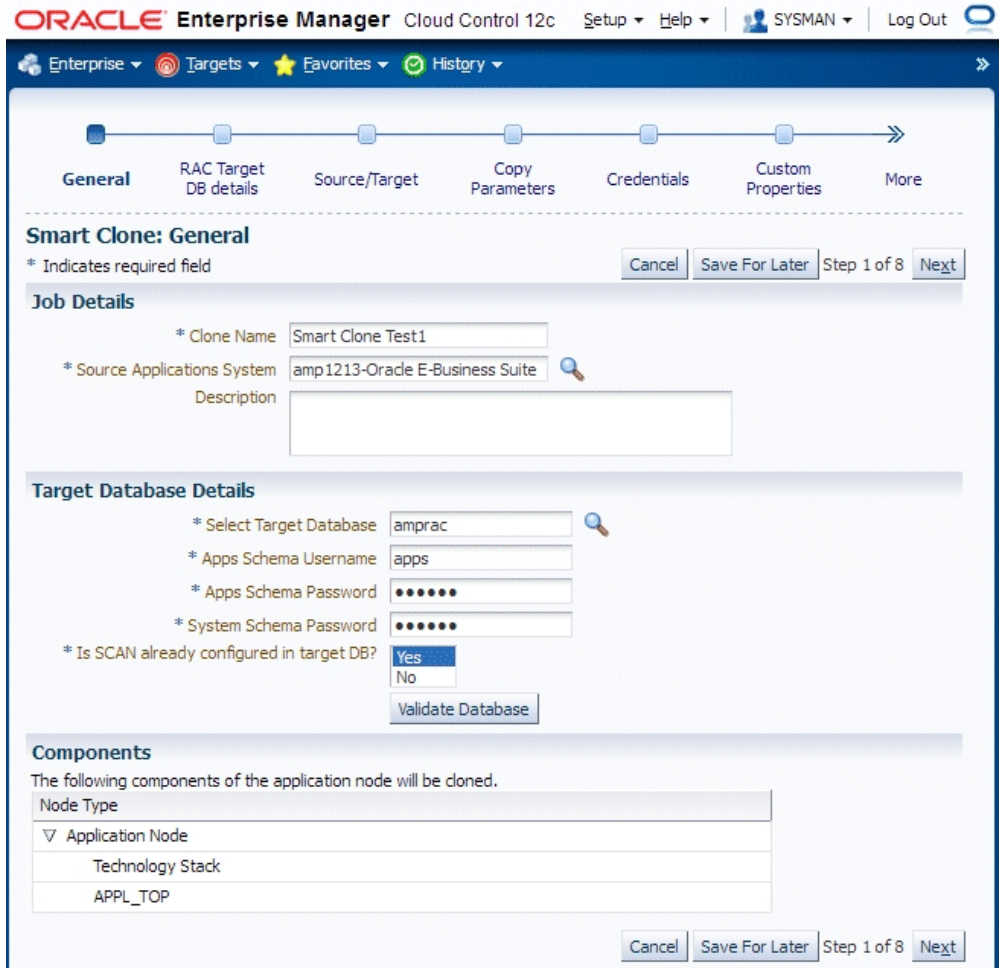 ORACLE Enterprise Manager Cloud Control 12c Setup Help SYSMAN Log Out
Enterprise Targets Favorites History
General
RAC Target
DB details
Source/Target
Copy
Parameters
Credentials
Custom
Properties
More
Smart Clone: General
* Indicates required field Cancel Save For Later Step 1 of 8 Next
Job Details
* Clone Name Smart Clone Test1
* Source Applications System amp1213-Oracle E-Business Suite
Description
Target Database Details
* Select Target Database amprac
* Apps Schema Username apps
* Apps Schema Password ●●●●●●
* System Schema Password ●●●●●●
* Is SCAN already configured in target DB? Yes
No
Validate Database
Components
The following components of the application node will be cloned.
Node Type
Application Node
Technology Stack
APPL_TOP
Cancel Save For Later Step 1 of 8 Next